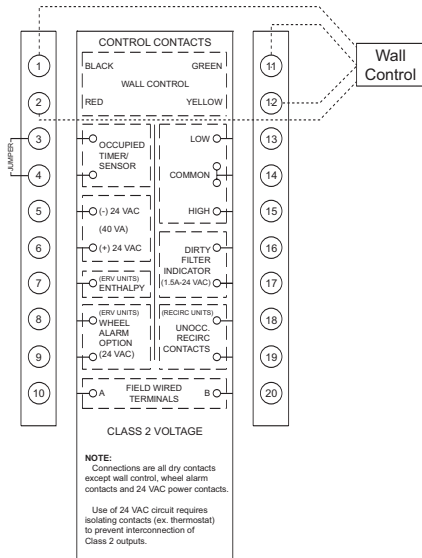 CONTROL CONTACTS
1
BLACK
GREEN
11
Wall
Control
WALL CONTROL
2
RED
YELLOW
12
JUMPER
3
OCCUPIED
TIMER/
SENSOR
LOW
13
4
COMMON
14
5
(-) 24 VAC
(40 VA)
HIGH
15
6
(+) 24 VAC
DIRTY
FILTER
INDICATOR
(1.5A-24 VAC)
16
7
(ERV UNITS)
ENTHALPY
17
8
(ERV UNITS)
WHEEL
ALARM
OPTION
(24 VAC)
(RECIRC UNITS)
UNOCC.
RECIRC
CONTACTS
18
9
19
10
A
FIELD WIRED
TERMINALS
B
20
CLASS 2 VOLTAGE
NOTE:
Connections are all dry contacts
except wall control, wheel alarm
contacts and 24 VAC power contacts.
Use of 24 VAC circuit requires
isolating contacts (ex. thermostat)
to prevent interconnection of
Class 2 outputs.